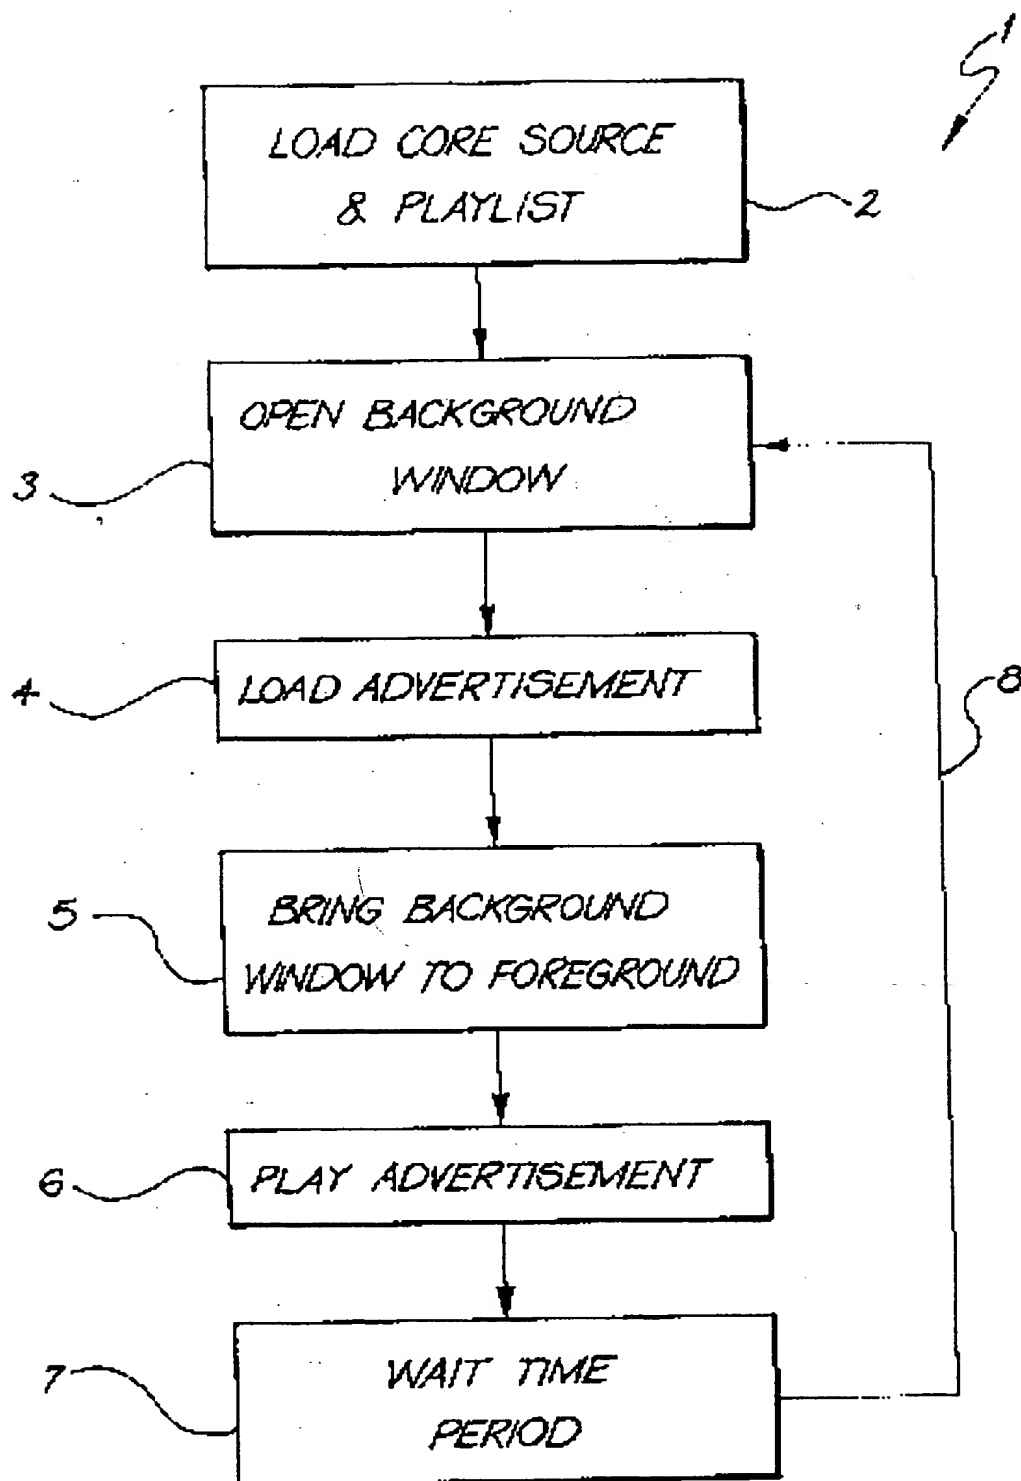 1
LOAD CORE SOURCE
& PLAYLIST
2
OPEN BACKGROUND
WINDOW
3
4
LOAD ADVERTISEMENT
8
5
BRING BACKGROUND
WINDOW TO FOREGROUND
6
PLAY ADVERTISEMENT
7
WAIT TIME
PERIOD